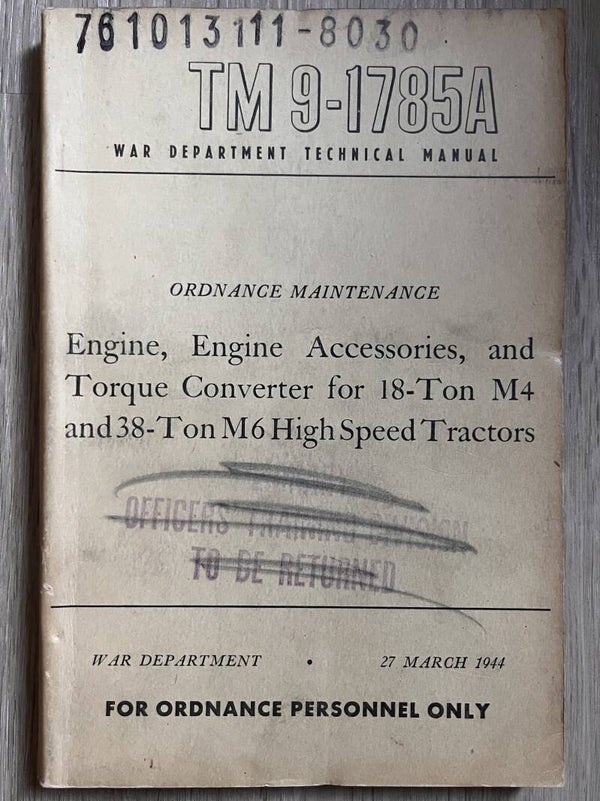 761013111-8030
TM 9-1785A
WAR DEPARTMENT TECHNICAL MANUAL
ORDNANCE MAINTENANCE
Engine, Engine Accessories, and
Torque Converter for 18-Ton M4
and 38-Ton M6 High Speed Tractors
OFFICERS TRAINING DIVISION
TO BE RETURNED
WAR DEPARTMENT • 27 MARCH 1944
FOR ORDNANCE PERSONNEL ONLY